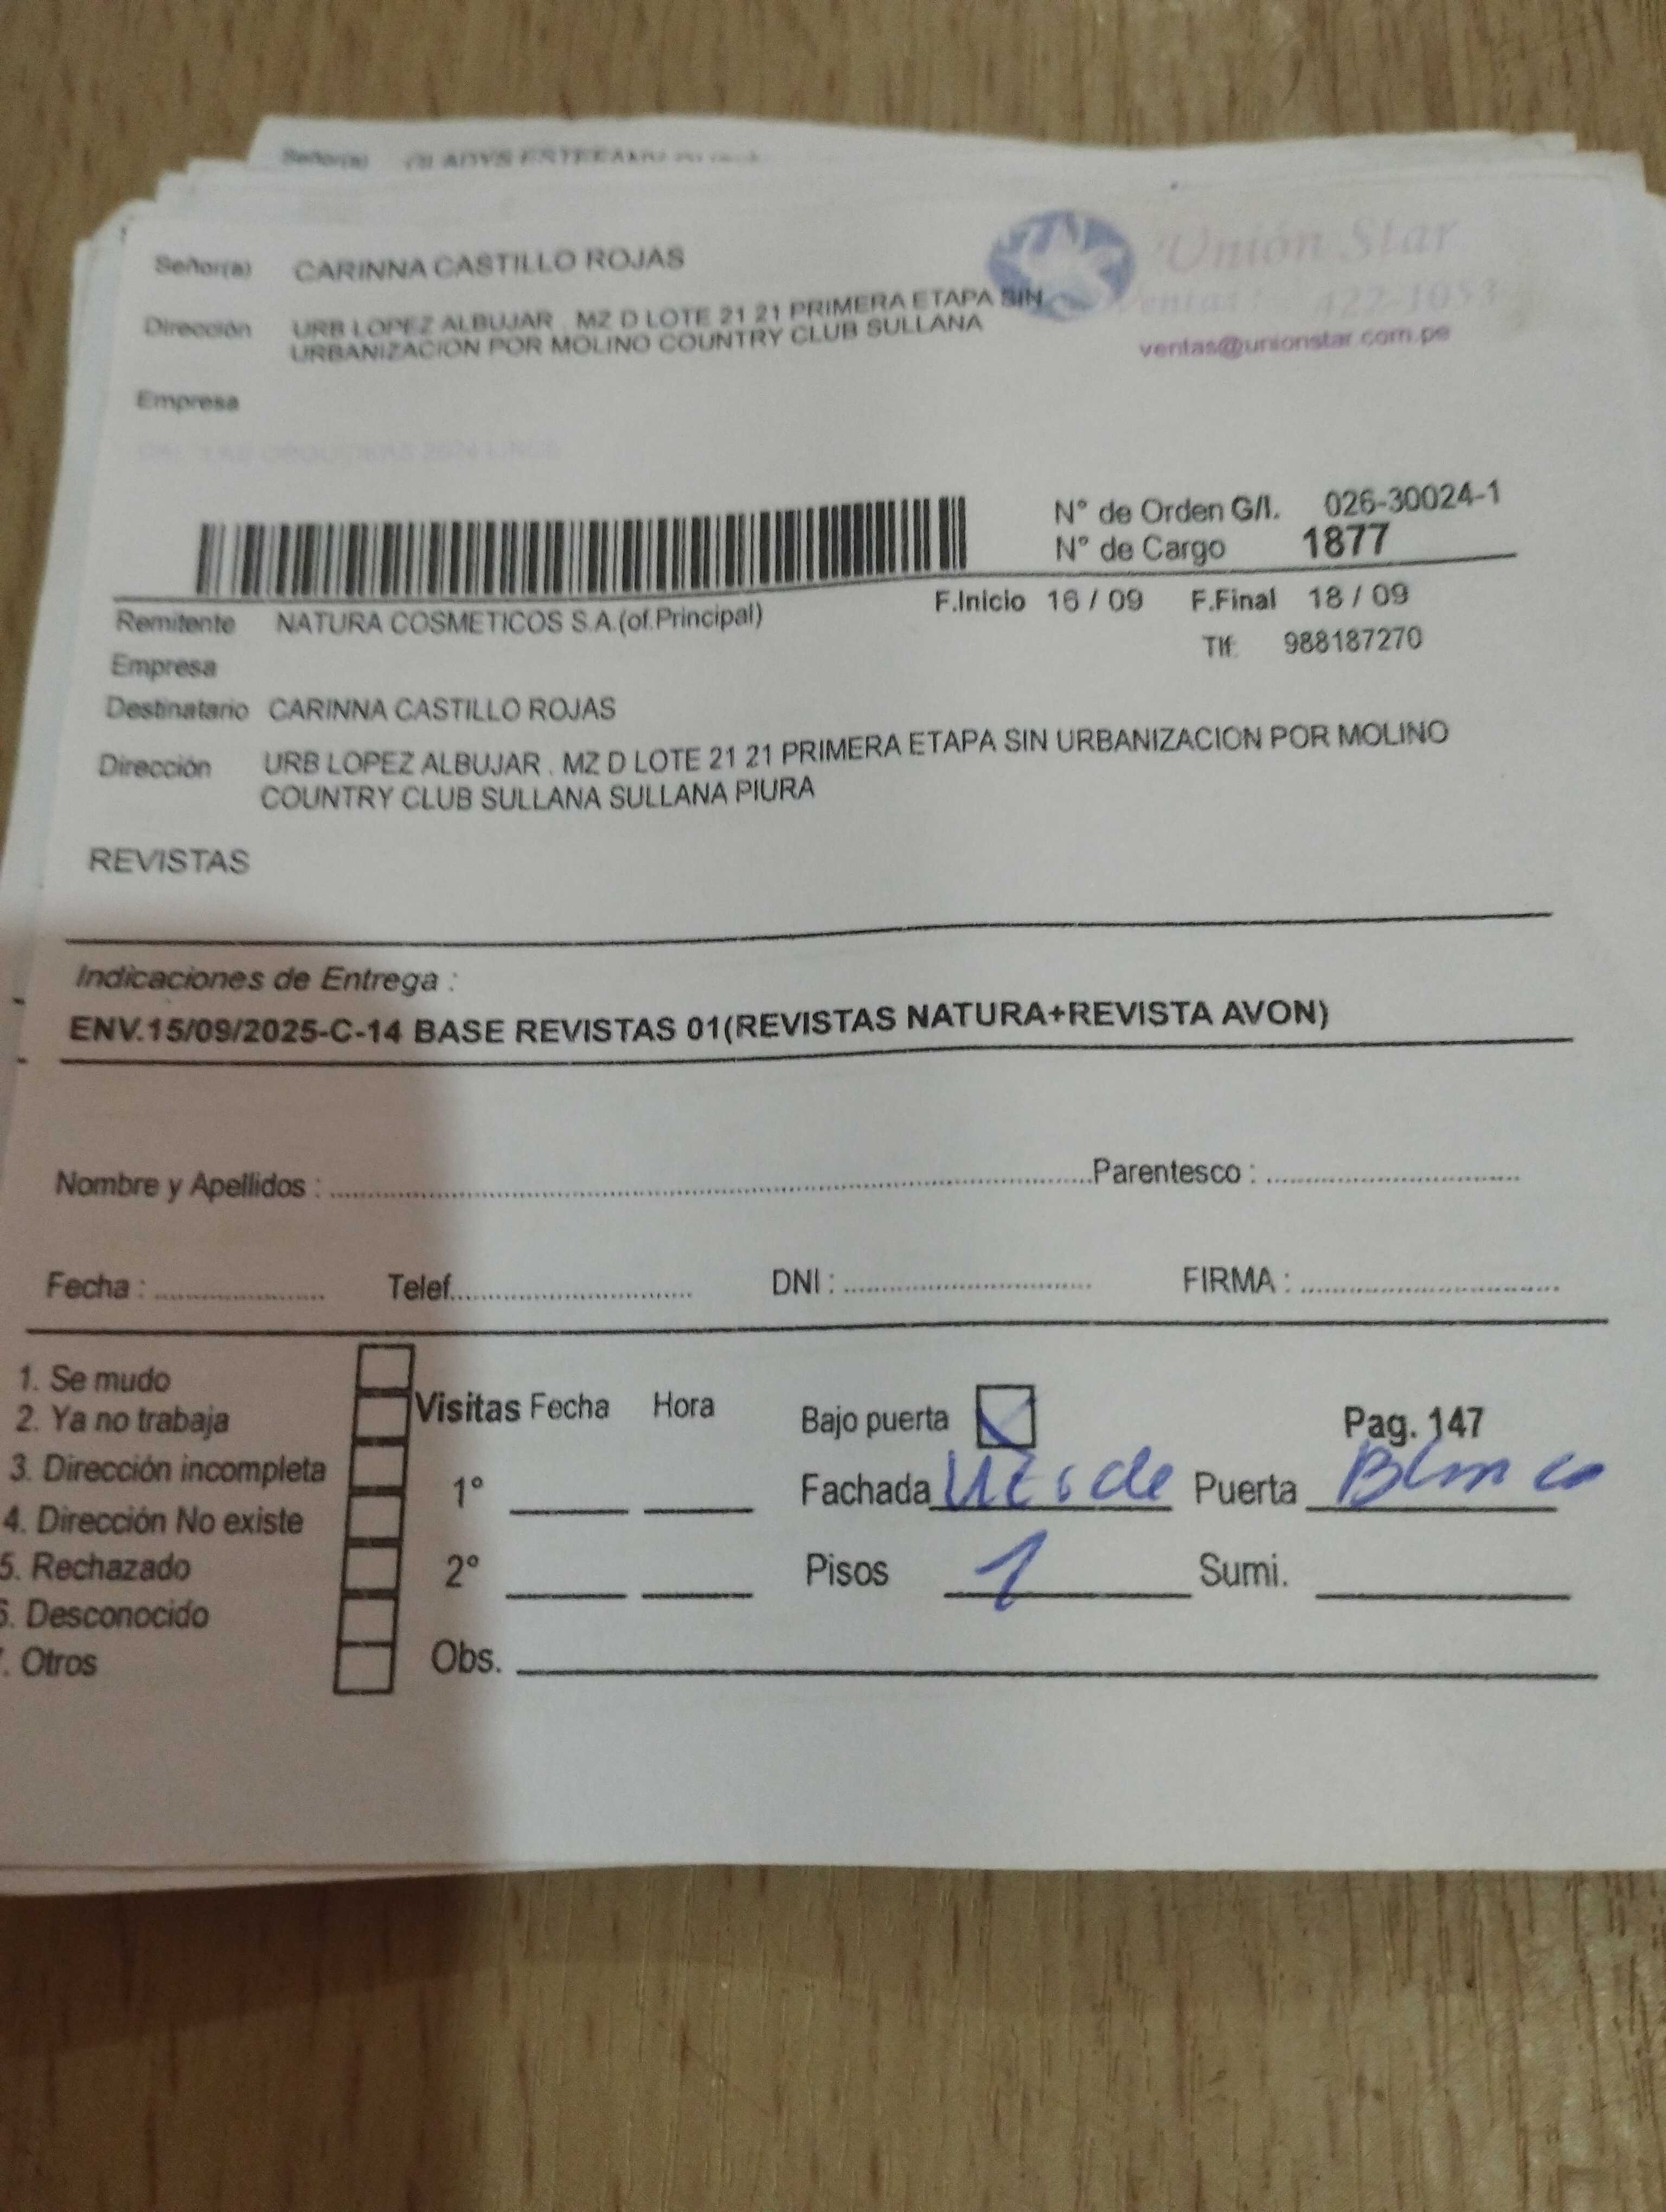 Señor(a)
Señor(a) CARINNA CASTILLO ROJAS
Unión Star
Ventas: 422-1053
ventas@unionstar.com.pe
Dirección URB LOPEZ ALBUJAR . MZ D LOTE 21 21 PRIMERA ETAPA SIN
URBANIZACION POR MOLINO COUNTRY CLUB SULLANA
Empresa
N° de Orden G/I. 026-30024-1
N° de Cargo 1877
Remitente NATURA COSMETICOS S.A.(of.Principal) F.Inicio 16 / 09 F.Final 18 / 09
Empresa Tlf: 988187270
Destinatario CARINNA CASTILLO ROJAS
Dirección URB LOPEZ ALBUJAR . MZ D LOTE 21 21 PRIMERA ETAPA SIN URBANIZACION POR MOLINO
COUNTRY CLUB SULLANA SULLANA PIURA
REVISTAS
Indicaciones de Entrega :
ENV.15/09/2025-C-14 BASE REVISTAS 01(REVISTAS NATURA+REVISTA AVON)
Nombre y Apellidos : Parentesco :
Fecha : Telef. DNI : FIRMA :
1. Se mudo
2. Ya no trabaja
3. Dirección incompleta
4. Dirección No existe
5. Rechazado
6. Desconocido
. Otros
Visitas Fecha Hora
1°
2°
Obs.
Bajo puerta Pag. 147
Fachada Puerta Blanca
Pisos 1 Sumi.